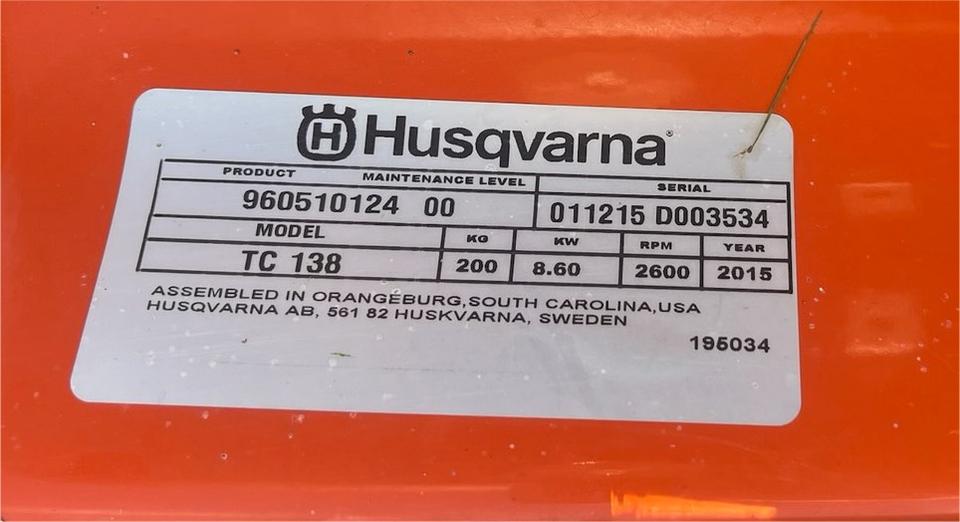 Husqvarna
PRODUCT MAINTENANCE LEVEL SERIAL
960510124 00 011215 D003534
MODEL KG KW RPM YEAR
TC 138 200 8.60 2600 2015
ASSEMBLED IN ORANGEBURG,SOUTH CAROLINA,USA
HUSQVARNA AB, 561 82 HUSKVARNA, SWEDEN
195034